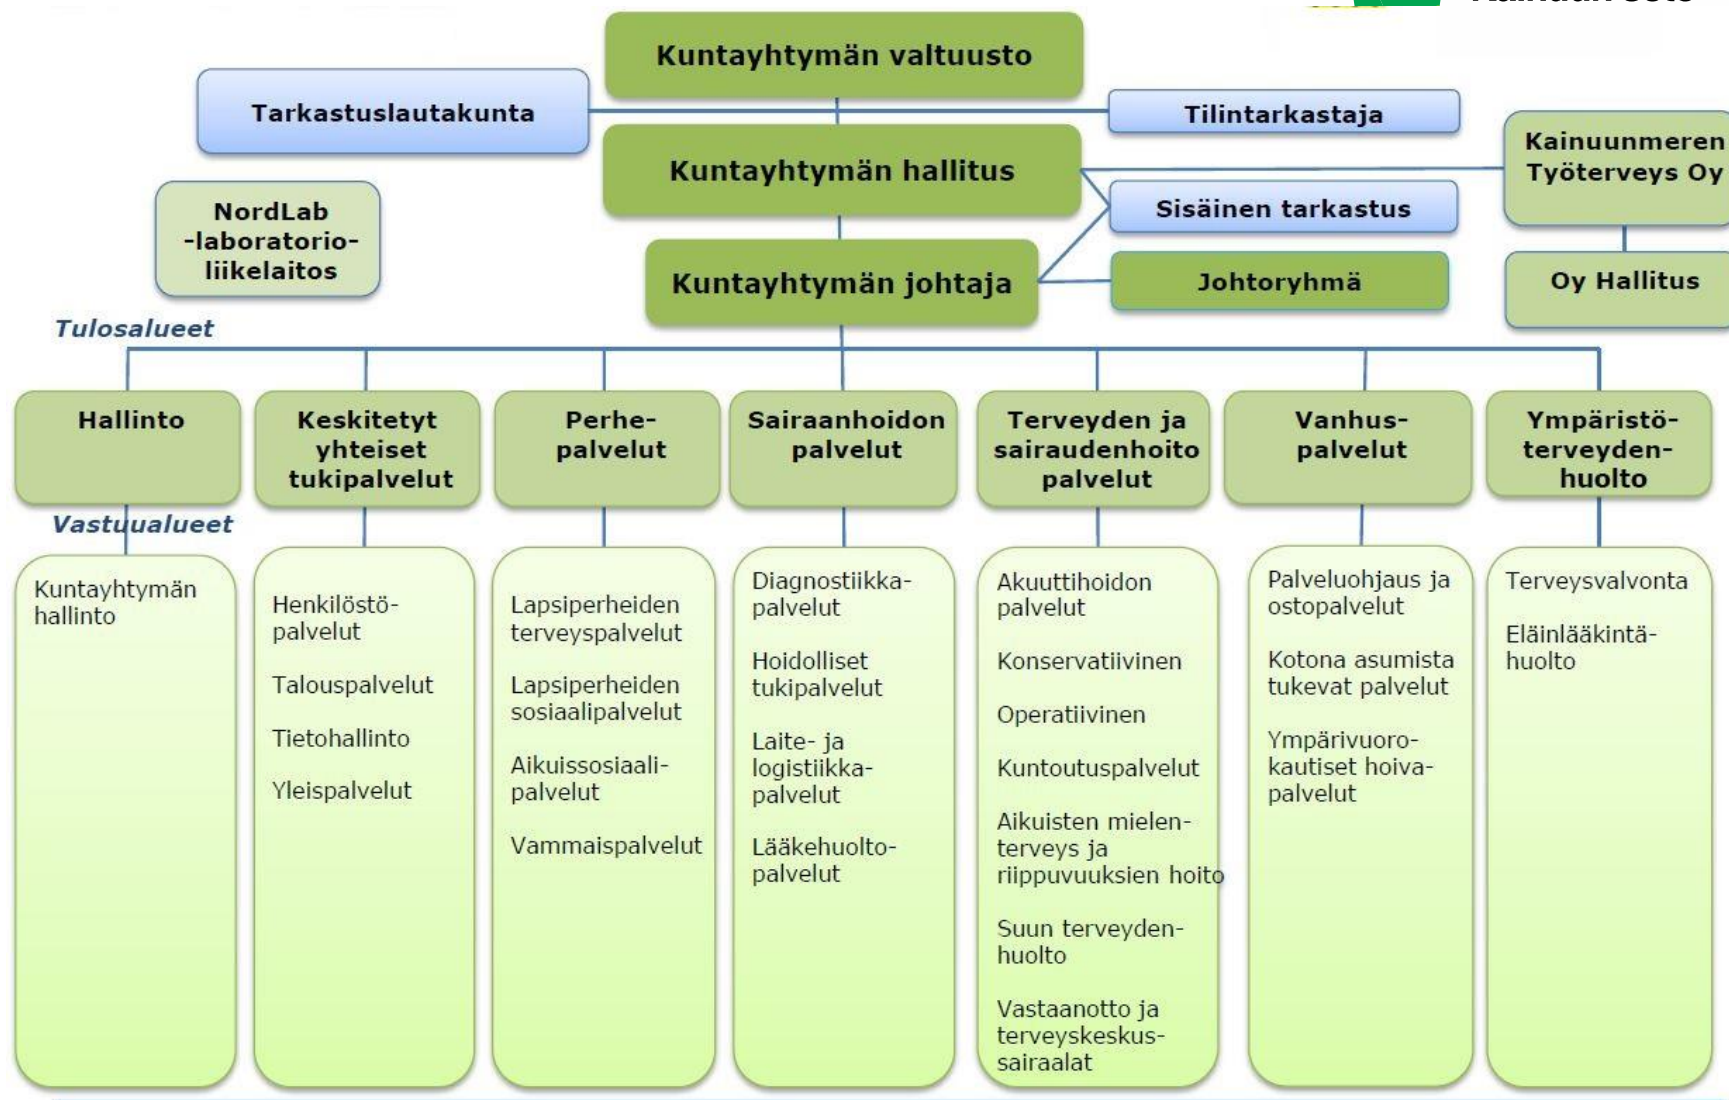 Kuntayhtymän valtuusto
Tarkastuslautakunta
Tilintarkastaja
Kuntayhtymän hallitus
Kainuunmeren
Työterveys Oy
Sisäinen tarkastus
NordLab
-laboratorio-
liikelaitos
Kuntayhtymän johtaja
Johtoryhmä
Oy Hallitus
Tulosalueet
Hallinto
Keskitetyt
yhteiset
tukipalvelut
Perhe-
palvelut
Sairaanhoidon
palvelut
Terveyden ja
sairaudenhoito
palvelut
Vanhus-
palvelut
Ympäristö-
terveyden-
huolto
Vastuualueet
Kuntayhtymän
hallinto
Henkilöstö-
palvelut
Talouspalvelut
Tietohallinto
Yleispalvelut
Lapsiperheiden
terveyspalvelut
Lapsiperheiden
sosiaalipalvelut
Aikuissosiaali-
palvelut
Vammaispalvelut
Diagnostiikka-
palvelut
Hoidolliset
tukipalvelut
Laite- ja
logistiikka-
palvelut
Lääkehuolto-
palvelut
Akuuttihoidon
palvelut
Konservatiivinen
Operatiivinen
Kuntoutuspalvelut
Aikuisten mielen-
terveys ja
riippuvuuksien hoito
Suun terveyden-
huolto
Vastaanotto ja
terveyskeskus-
sairaalat
Palveluohjaus ja
ostopalvelut
Kotona asumista
tukevat palvelut
Ympärivuoro-
kautiset hoiva-
palvelut
Terveysvalvonta
Eläinlääkintä-
huolto